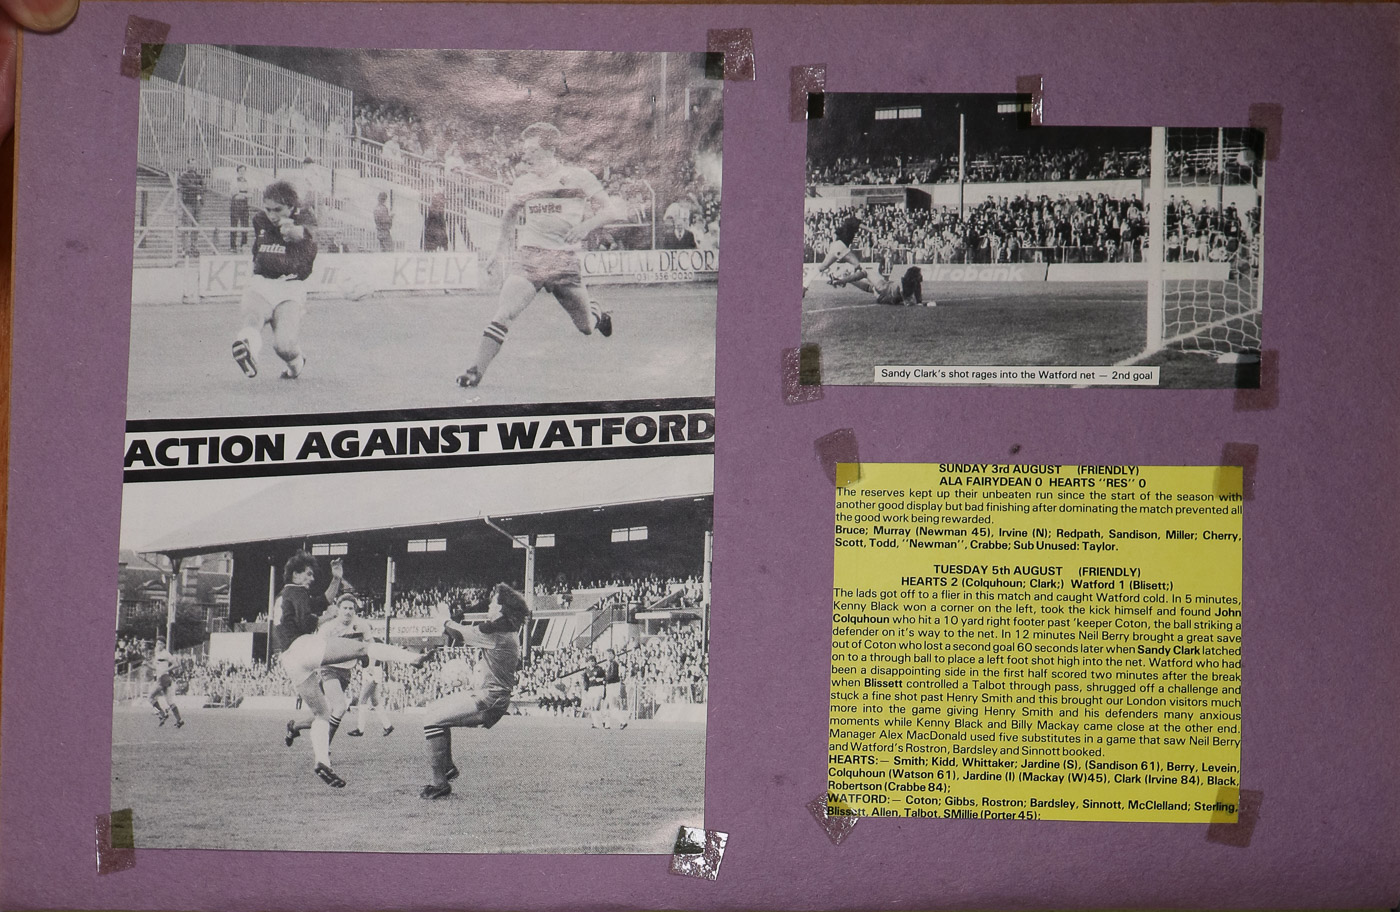 mita
solvite
KELLY
CAPITAL DECOR
031-556 0020
ACTION AGAINST WATFORD
Sandy Clark's shot rages into the Watford net — 2nd goal
SUNDAY 3rd AUGUST (FRIENDLY)
ALA FAIRYDEAN 0 HEARTS "RES" 0
The reserves kept up their unbeaten run since the start of the season with
another good display but bad finishing after dominating the match prevented all
the good work being rewarded.
Bruce; Murray (Newman 45), Irvine (N); Redpath, Sandison, Miller; Cherry,
Scott, Todd, "Newman", Crabbe; Sub Unused: Taylor.
TUESDAY 5th AUGUST (FRIENDLY)
HEARTS 2 (Colquhoun; Clark;) Watford 1 (Blisett;)
The lads got off to a flier in this match and caught Watford cold. In 5 minutes,
Kenny Black won a corner on the left, took the kick himself and found John
Colquhoun who hit a 10 yard right footer past 'keeper Coton, the ball striking a
defender on it's way to the net. In 12 minutes Neil Berry brought a great save
out of Coton who lost a second goal 60 seconds later when Sandy Clark latched
on to a through ball to place a left foot shot high into the net. Watford who had
been a disappointing side in the first half scored two minutes after the break
when Blissett controlled a Talbot through pass, shrugged off a challenge and
stuck a fine shot past Henry Smith and this brought our London visitors much
more into the game giving Henry Smith and his defenders many anxious
moments while Kenny Black and Billy Mackay came close at the other end.
Manager Alex MacDonald used five substitutes in a game that saw Neil Berry
and Watford's Rostron, Bardsley and Sinnott booked.
HEARTS:— Smith; Kidd, Whittaker; Jardine (S), (Sandison 61), Berry, Levein,
Colquhoun (Watson 61), Jardine (I) (Mackay (W)45), Clark (Irvine 84), Black,
Robertson (Crabbe 84);
WATFORD:— Coton; Gibbs, Rostron; Bardsley, Sinnott, McClelland; Sterling,
Blissett, Allen, Talbot, SMillie (Porter 45);